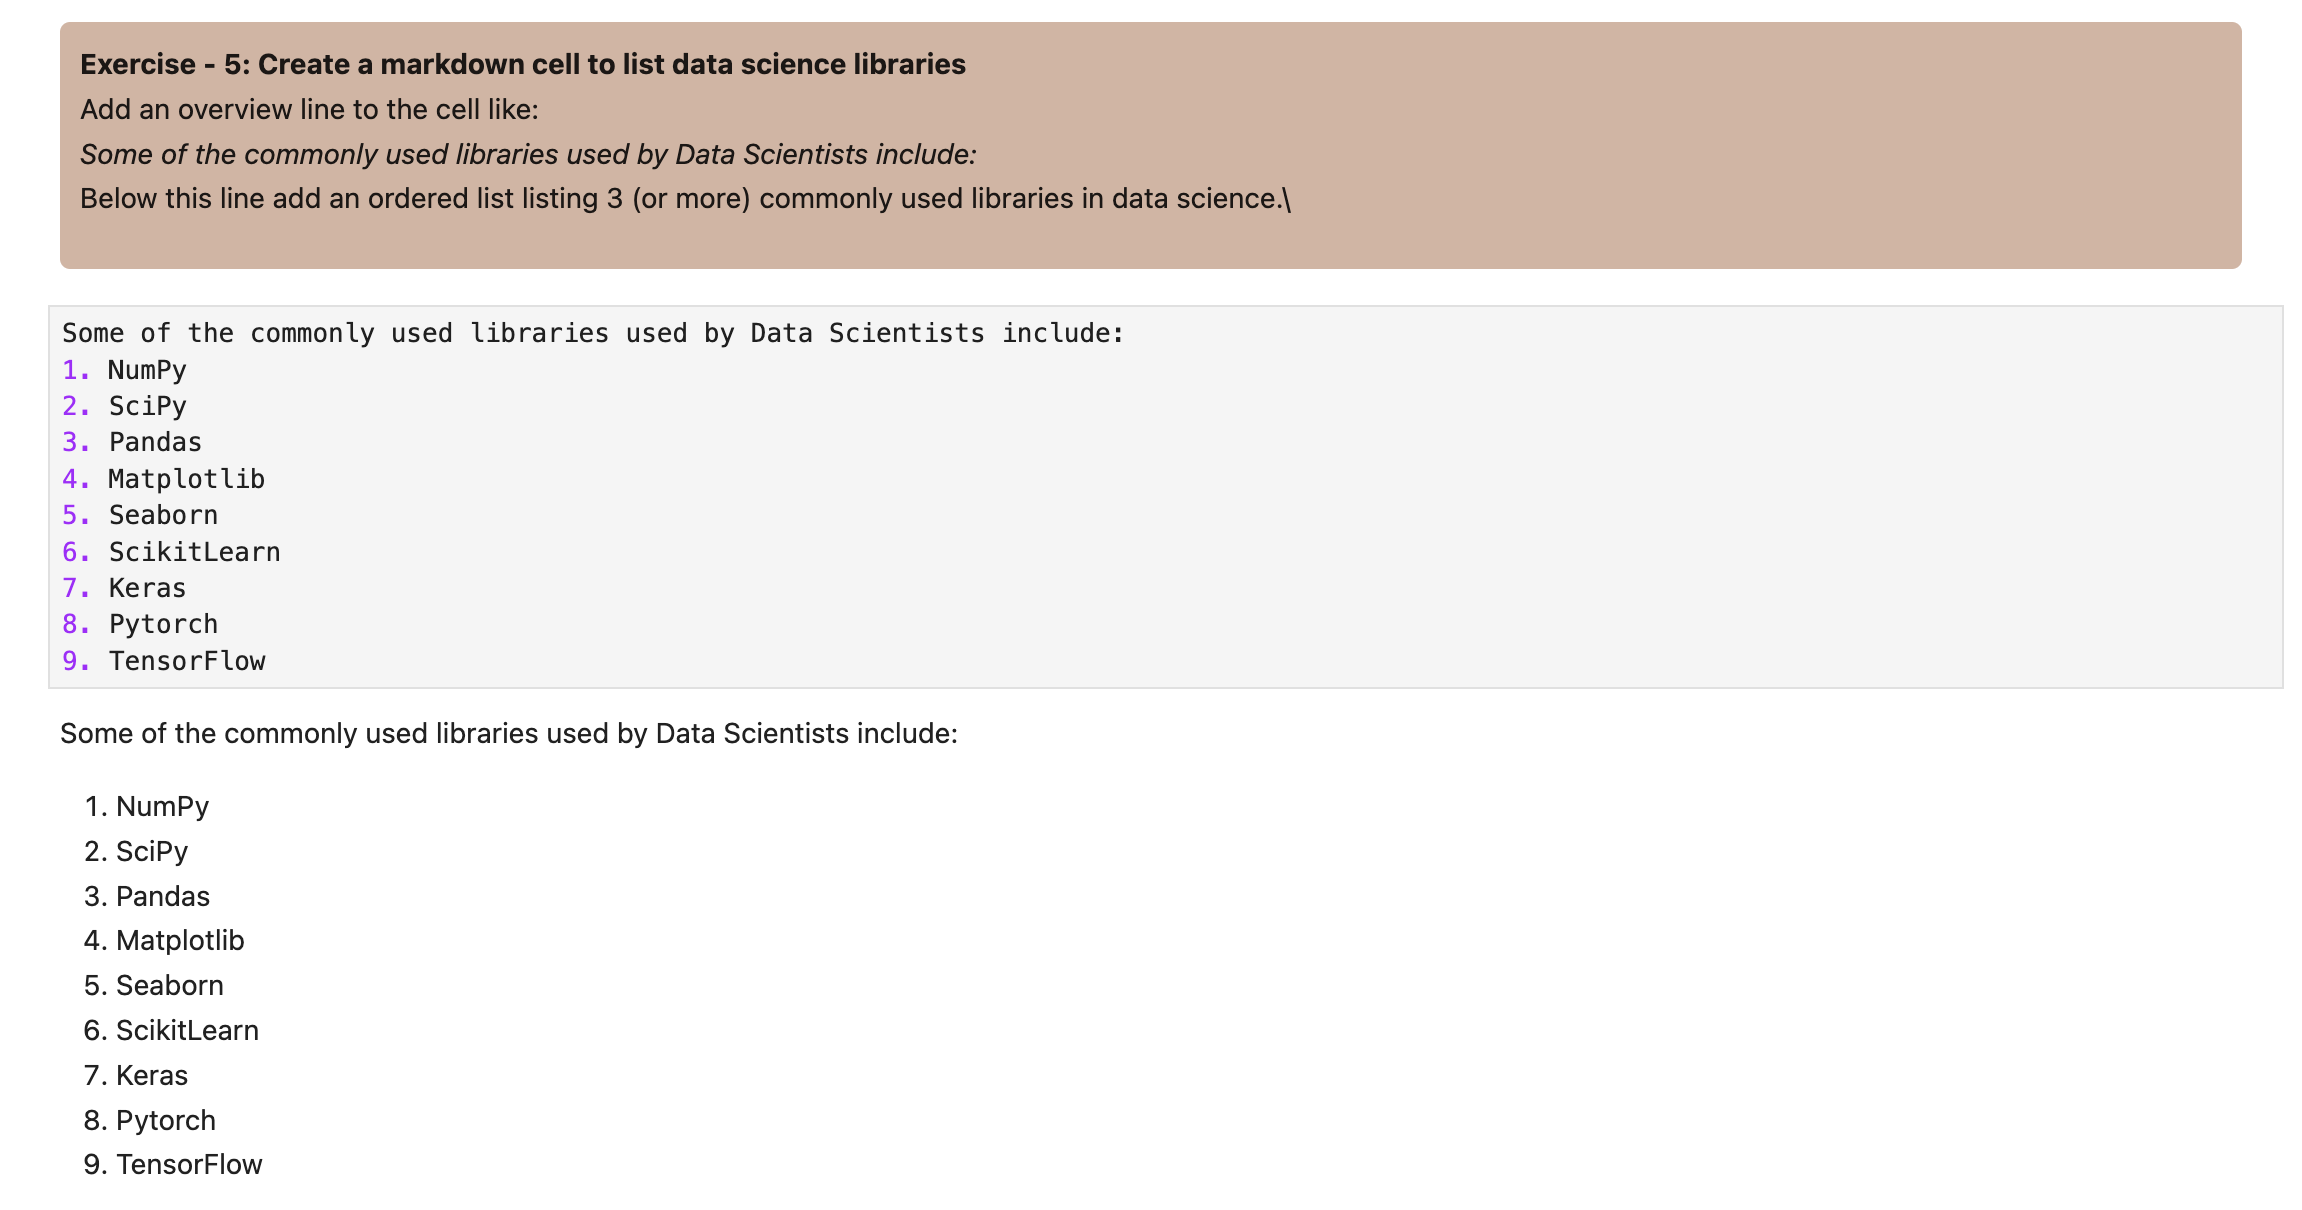 Exercise - 5: Create a markdown cell to list data science libraries
Add an overview line to the cell like:
Some of the commonly used libraries used by Data Scientists include:
Below this line add an ordered list listing 3 (or more) commonly used libraries in data science.\
Some of the commonly used libraries used by Data Scientists include:
1. NumPy
2. SciPy
3. Pandas
4. Matplotlib
5. Seaborn
6. ScikitLearn
7. Keras
8. Pytorch
9. TensorFlow
Some of the commonly used libraries used by Data Scientists include:
1. NumPy
2. SciPy
3. Pandas
4. Matplotlib
5. Seaborn
6. ScikitLearn
7. Keras
8. Pytorch
9. TensorFlow